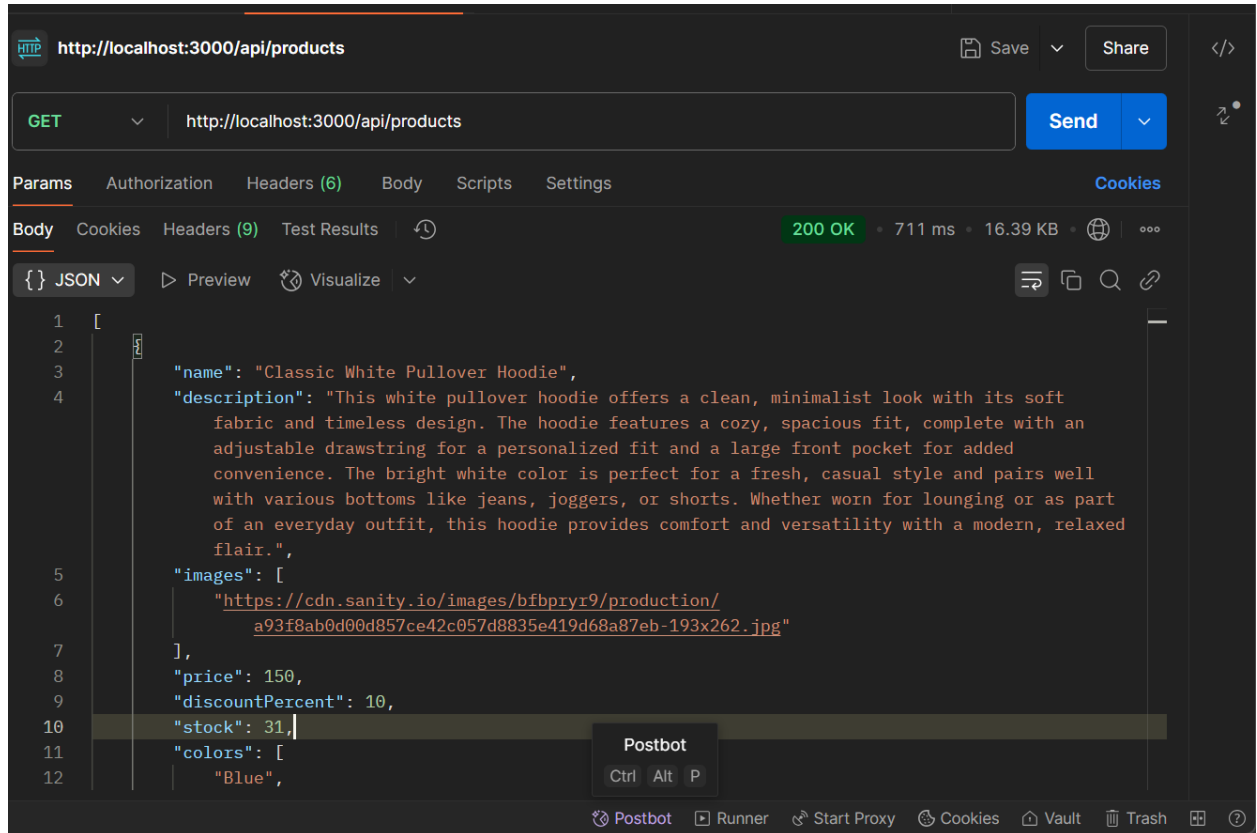 HTTP http://localhost:3000/api/products Save Share
GET http://localhost:3000/api/products Send
Params Authorization Headers (6) Body Scripts Settings Cookies
Body Cookies Headers (9) Test Results 200 OK • 711 ms • 16.39 KB •
{} JSON Preview Visualize
1 [
2 {
3 "name": "Classic White Pullover Hoodie",
4 "description": "This white pullover hoodie offers a clean, minimalist look with its soft
fabric and timeless design. The hoodie features a cozy, spacious fit, complete with an
adjustable drawstring for a personalized fit and a large front pocket for added
convenience. The bright white color is perfect for a fresh, casual style and pairs well
with various bottoms like jeans, joggers, or shorts. Whether worn for lounging or as part
of an everyday outfit, this hoodie provides comfort and versatility with a modern, relaxed
flair.",
5 "images": [
6 "https://cdn.sanity.io/images/bfbpryr9/production/
a93f8ab0d00d857ce42c057d8835e419d68a87eb-193x262.jpg"
7 ],
8 "price": 150,
9 "discountPercent": 10,
10 "stock": 31,
11 "colors": [
12 "Blue",
Postbot
Ctrl Alt P
Postbot Runner Start Proxy Cookies Vault Trash